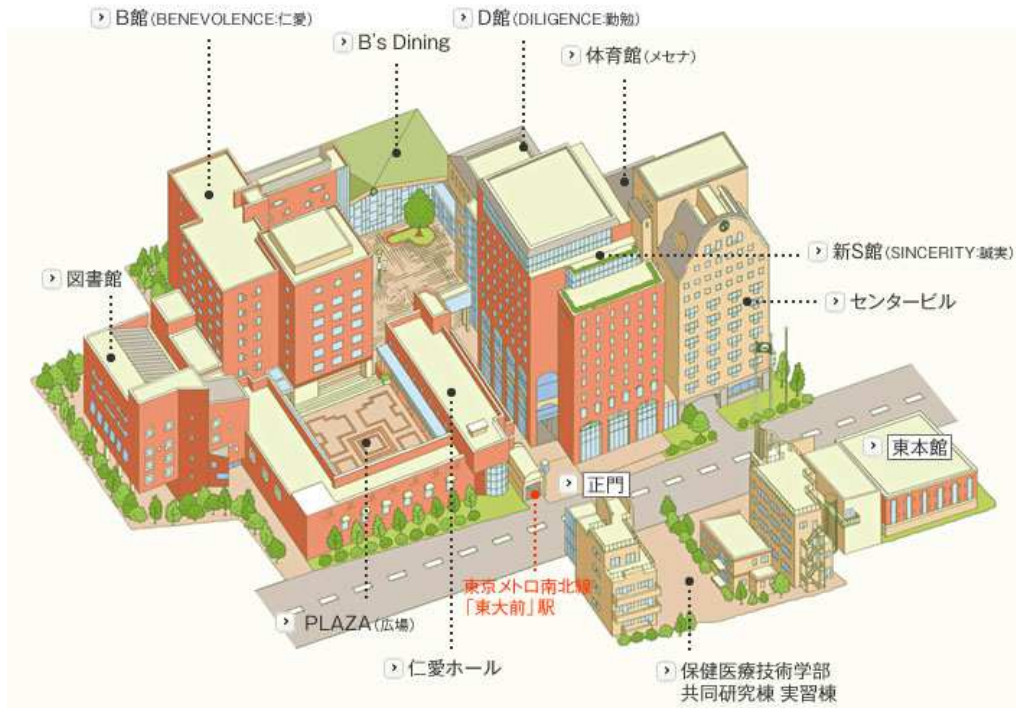 B館(BENEVOLENCE:仁愛)
D館(DILIGENCE:勤勉)
B's Dining
体育館(メセナ)
新S館(SINCERITY:誠実)
図書館
センタービル
東本館
正門
東京メトロ南北線
「東大前」駅
PLAZA(広場)
仁愛ホール
保健医療技術学部
共同研究棟 実習棟